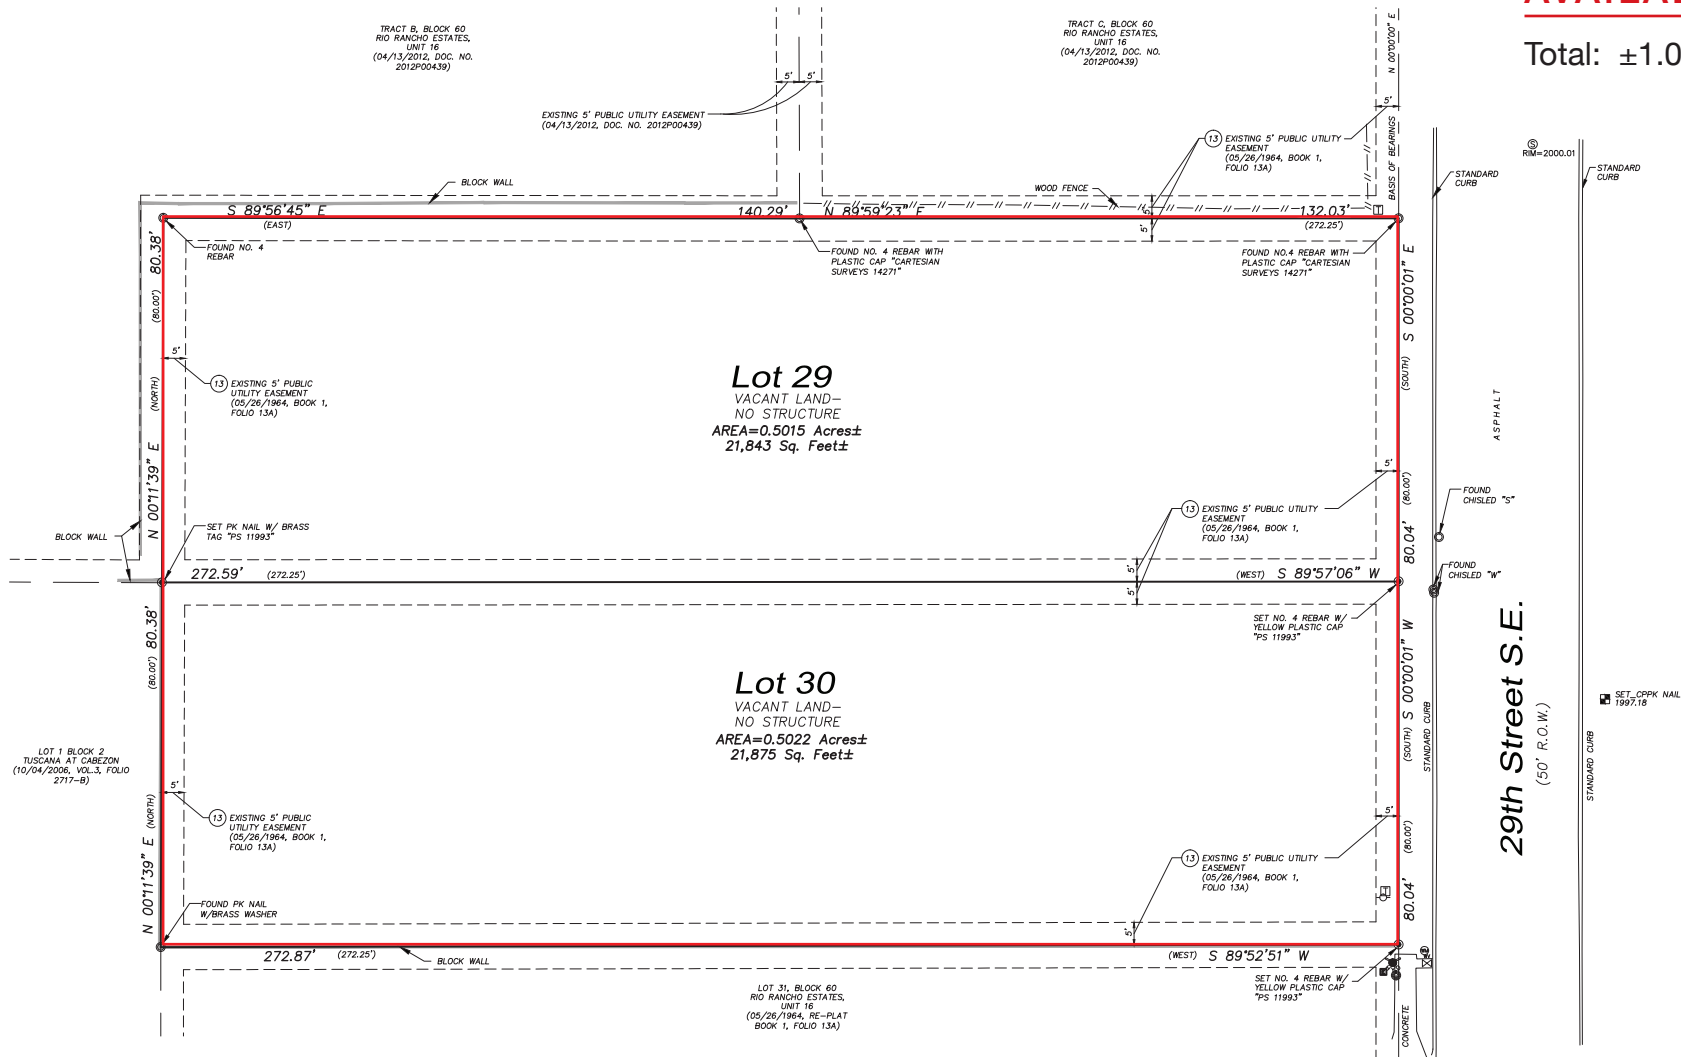 TRACT B, BLOCK 60
RIO RANCHO ESTATES,
UNIT 16
(04/13/2012, DOC. NO.
2012P00439)
TRACT C, BLOCK 60
RIO RANCHO ESTATES,
UNIT 16
(04/13/2012, DOC. NO.
2012P00439)
Total: ±1.0
N 00°00'00" E
BASIS OF BEARINGS
5' 5'
5'
EXISTING 5' PUBLIC UTILITY EASEMENT
(04/13/2012, DOC. NO. 2012P00439)
13 EXISTING 5' PUBLIC UTILITY
EASEMENT
(05/26/1964, BOOK 1,
FOLIO 13A)
S
RIM=2000.01
STANDARD
CURB
STANDARD
CURB
BLOCK WALL
WOOD FENCE
5'
5'
T
S 89°56'45" E
(EAST)
140.29'
N 89°59'23" E
132.03'
(272.25')
FOUND NO. 4
REBAR
FOUND NO. 4 REBAR WITH
PLASTIC CAP "CARTESIAN
SURVEYS 14271"
FOUND NO.4 REBAR WITH
PLASTIC CAP "CARTESIAN
SURVEYS 14271"
80.38'
(80.00')
(NORTH)
N 00°11'39" E
S 00°00'01" E
(SOUTH)
(80.00')
80.04'
5'
13 EXISTING 5' PUBLIC
UTILITY EASEMENT
(05/26/1964, BOOK 1,
FOLIO 13A)
Lot 29
VACANT LAND–
NO STRUCTURE
AREA=0.5015 Acres±
21,843 Sq. Feet±
ASPHALT
5'
13 EXISTING 5' PUBLIC UTILITY
EASEMENT
(05/26/1964, BOOK 1,
FOLIO 13A)
FOUND
CHISLED "S"
FOUND
CHISLED "W"
BLOCK WALL
SET PK NAIL W/ BRASS
TAG "PS 11993"
5'
5'
272.59'
(272.25')
(WEST) S 89°57'06" W
SET NO. 4 REBAR W/
YELLOW PLASTIC CAP
"PS 11993"
80.38'
(80.00')
(NORTH)
N 00°11'39" E
S 00°00'01" W
(SOUTH)
(80.00')
80.04'
Lot 30
VACANT LAND–
NO STRUCTURE
AREA=0.5022 Acres±
21,875 Sq. Feet±
STANDARD CURB
29th Street S.E.
(50' R.O.W.)
STANDARD CURB
SET_CPPK NAIL
1997.18
LOT 1 BLOCK 2
TUSCANA AT CABEZON
(10/04/2006, VOL.3, FOLIO
2717–B)
5'
13 EXISTING 5' PUBLIC
UTILITY EASEMENT
(05/26/1964, BOOK 1,
FOLIO 13A)
5'
13 EXISTING 5' PUBLIC UTILITY
EASEMENT
(05/26/1964, BOOK 1,
FOLIO 13A)
T
FOUND PK NAIL
W/BRASS WASHER
5'
272.87'
(272.25')
BLOCK WALL
(WEST) S 89°52'51" W
SET NO. 4 REBAR W/
YELLOW PLASTIC CAP
"PS 11993"
LOT 31, BLOCK 60
RIO RANCHO ESTATES,
UNIT 16
(05/26/1964, RE–PLAT
BOOK 1, FOLIO 13A)
CONCRETE